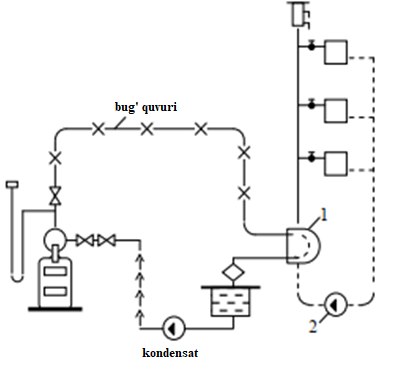 bug' quvuri
1
2
kondensat